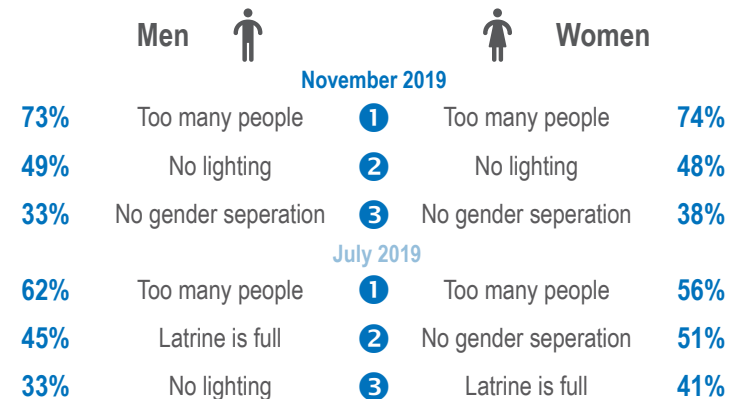 Men Women
November 2019
73% Too many people 1 Too many people 74%
49% No lighting 2 No lighting 48%
33% No gender seperation 3 No gender seperation 38%
July 2019
62% Too many people 1 Too many people 56%
45% Latrine is full 2 No gender seperation 51%
33% No lighting 3 Latrine is full 41%